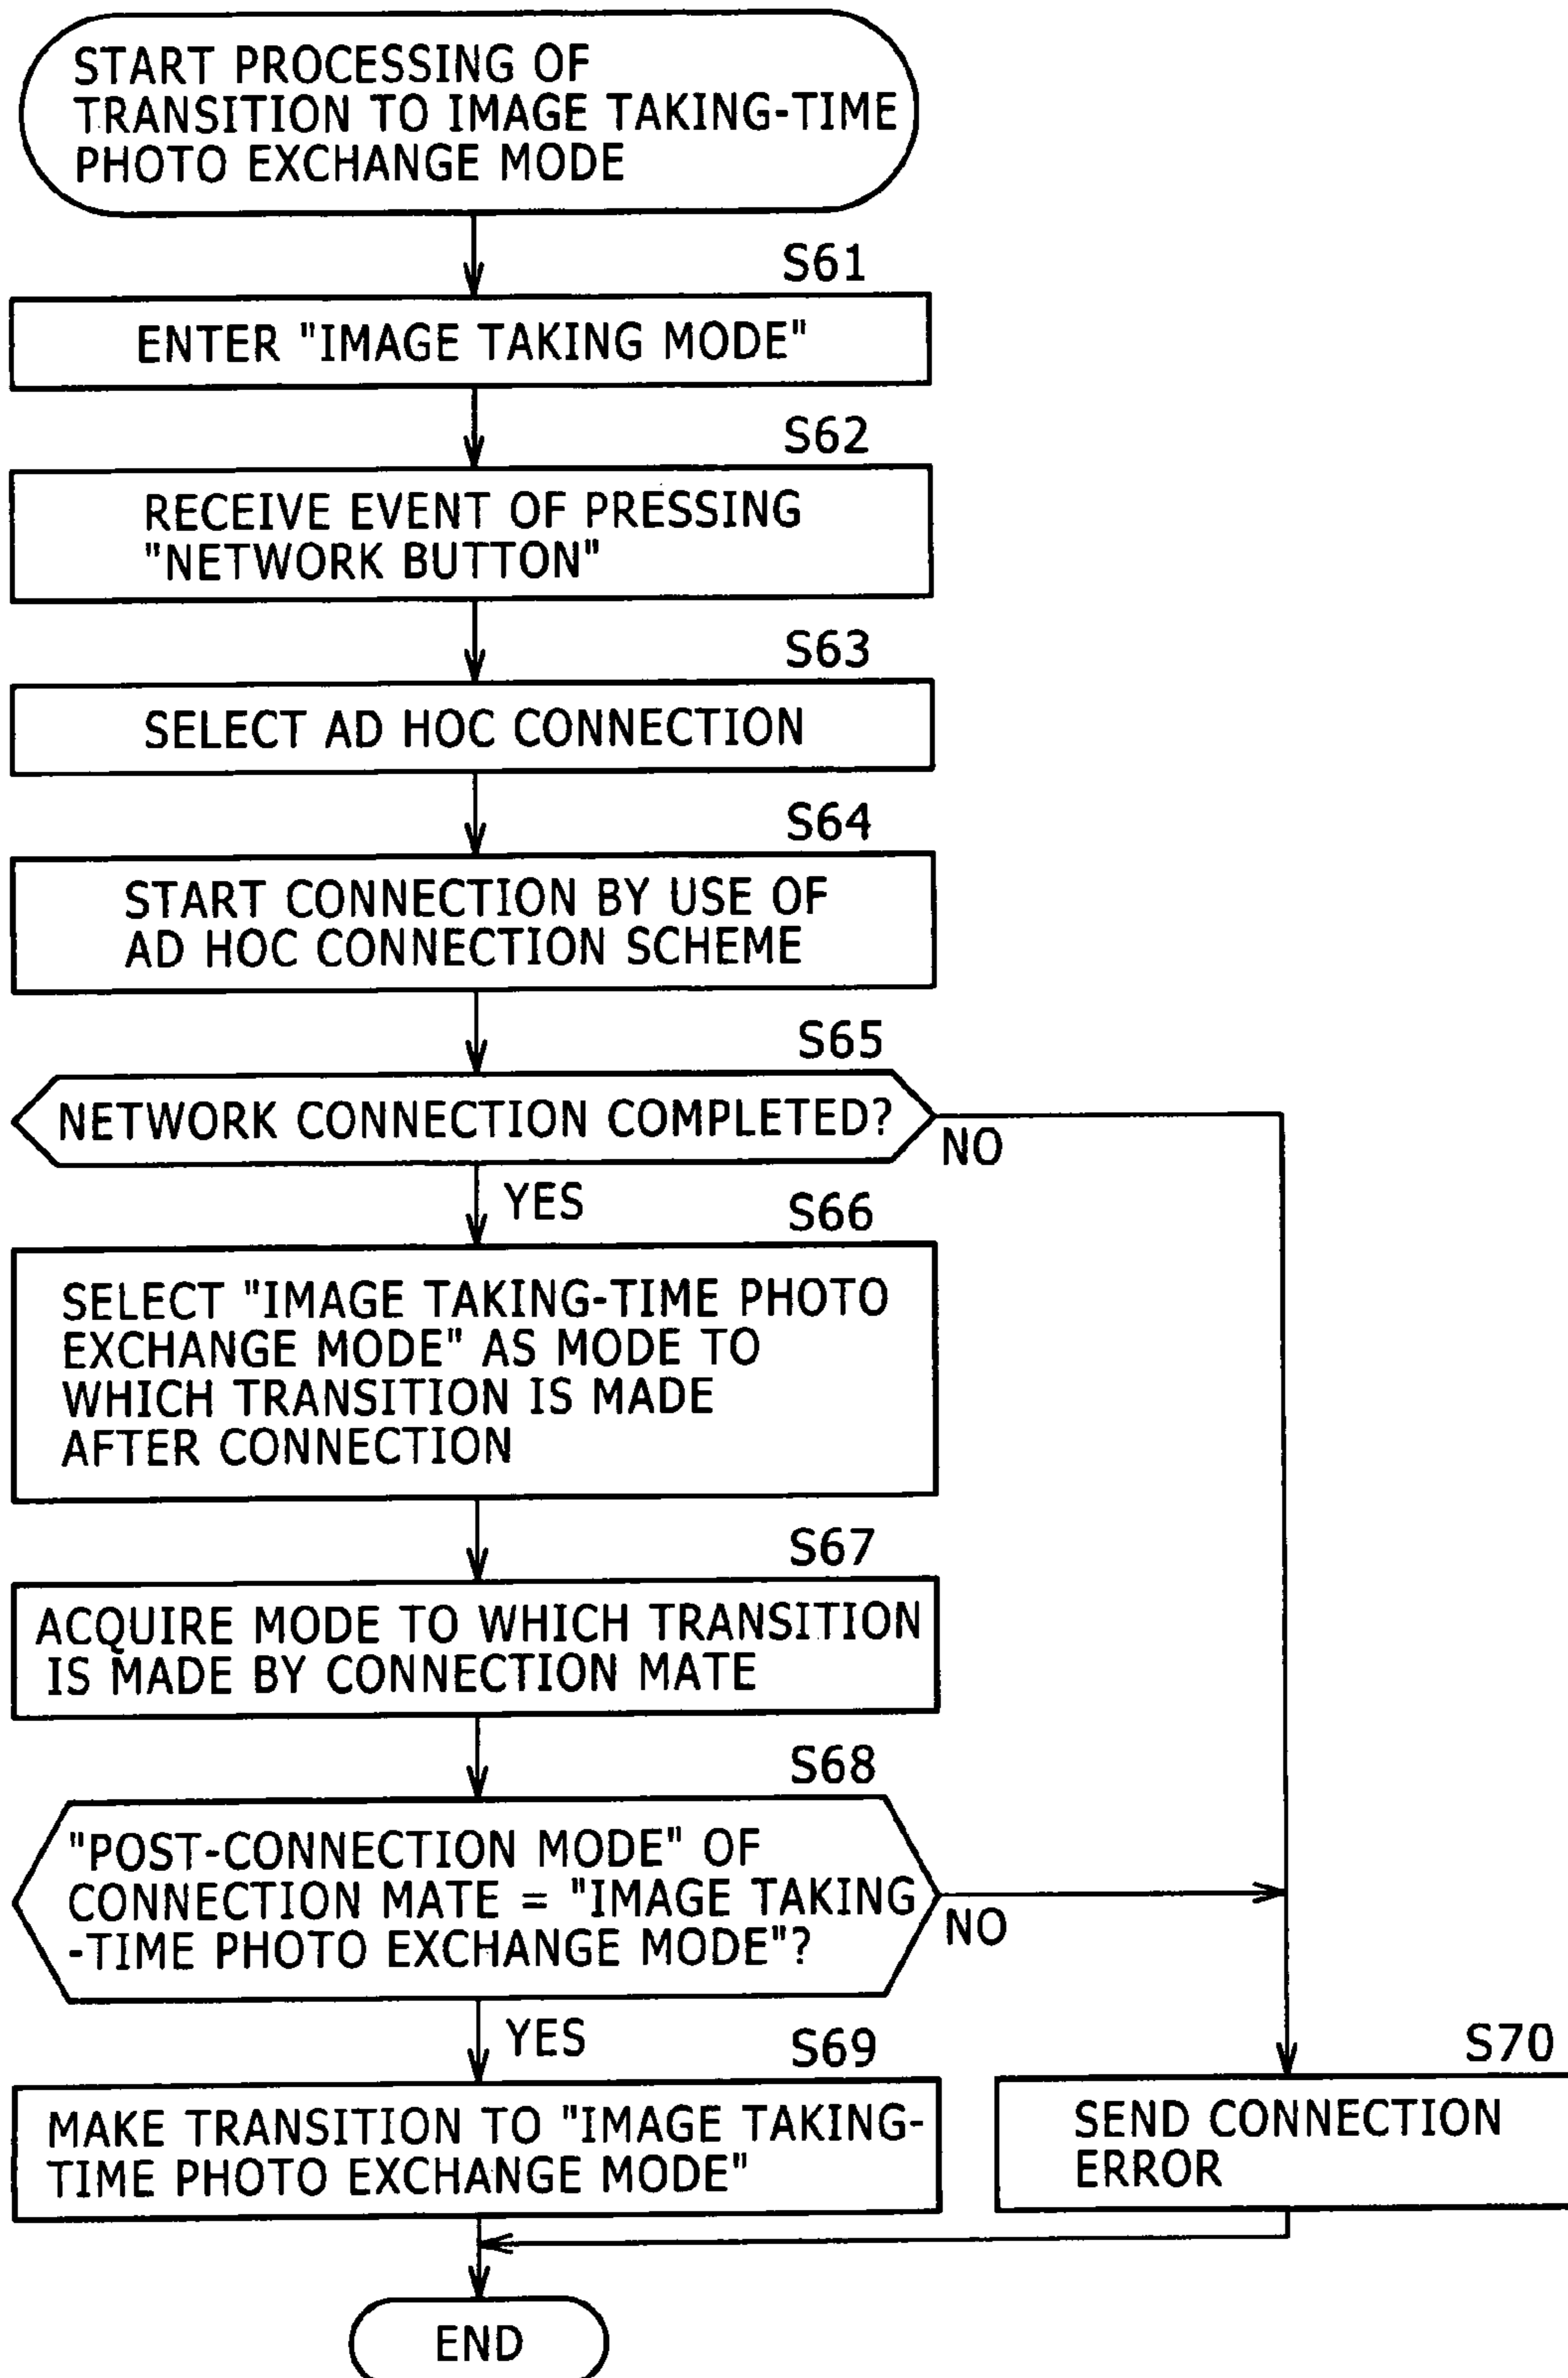 START PROCESSING OF
TRANSITION TO IMAGE TAKING-TIME
PHOTO EXCHANGE MODE
S61
ENTER "IMAGE TAKING MODE"
S62
RECEIVE EVENT OF PRESSING
"NETWORK BUTTON"
S63
SELECT AD HOC CONNECTION
S64
START CONNECTION BY USE OF
AD HOC CONNECTION SCHEME
S65
NETWORK CONNECTION COMPLETED?
NO
YES
S66
SELECT "IMAGE TAKING-TIME PHOTO
EXCHANGE MODE" AS MODE TO
WHICH TRANSITION IS MADE
AFTER CONNECTION
S67
ACQUIRE MODE TO WHICH TRANSITION
IS MADE BY CONNECTION MATE
S68
"POST-CONNECTION MODE" OF
CONNECTION MATE = "IMAGE TAKING
-TIME PHOTO EXCHANGE MODE"?
NO
YES
S69
MAKE TRANSITION TO "IMAGE TAKING-
TIME PHOTO EXCHANGE MODE"
S70
SEND CONNECTION
ERROR
END